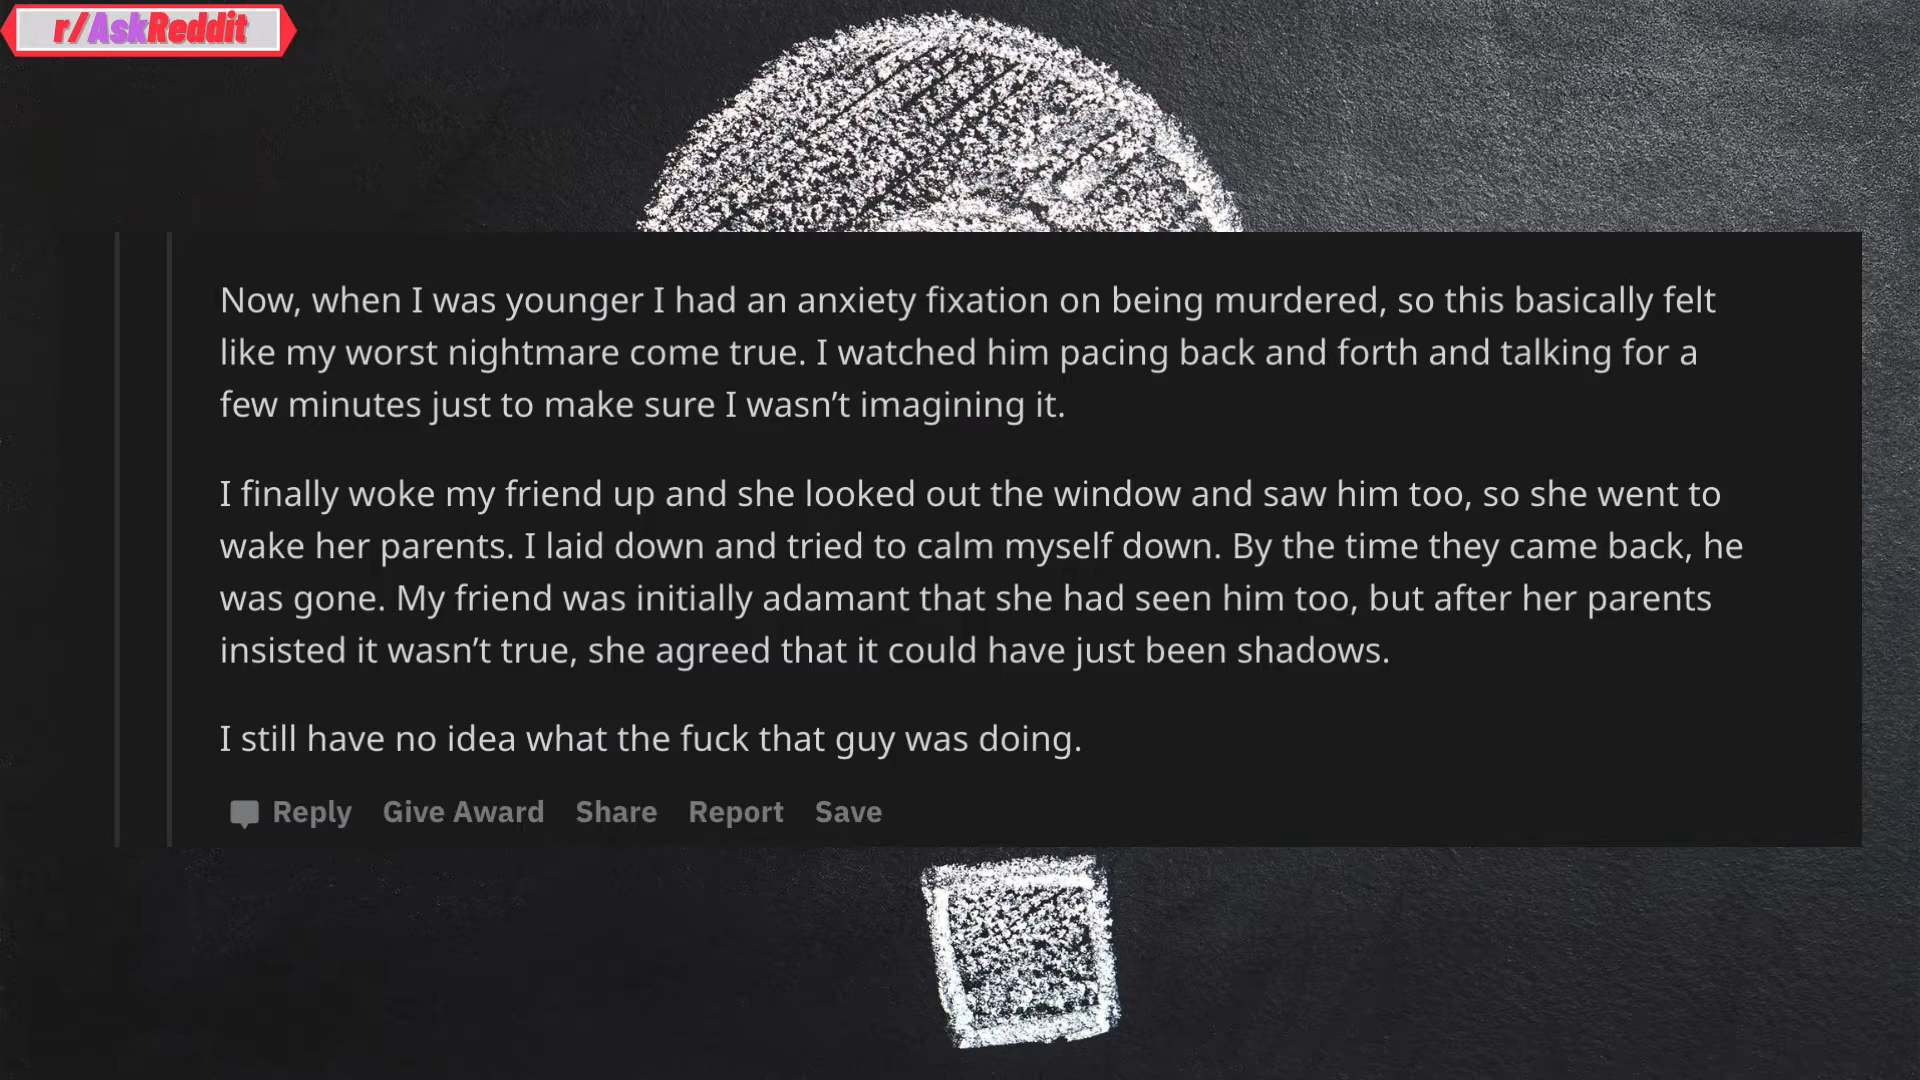 r/AskReddit
Now, when I was younger I had an anxiety fixation on being murdered, so this basically felt
like my worst nightmare come true. I watched him pacing back and forth and talking for a
few minutes just to make sure I wasn’t imagining it.
I finally woke my friend up and she looked out the window and saw him too, so she went to
wake her parents. I laid down and tried to calm myself down. By the time they came back, he
was gone. My friend was initially adamant that she had seen him too, but after her parents
insisted it wasn’t true, she agreed that it could have just been shadows.
I still have no idea what the fuck that guy was doing.
Reply Give Award Share Report Save